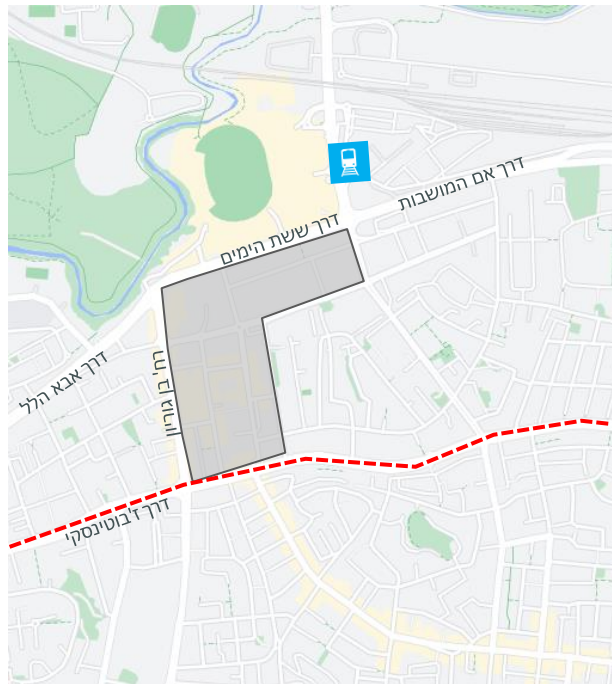 דרך אם המושבות
דרך ששת הימים
דרך אבא הלל
רח' בן גוריון
דרך ז'בוטינסקי